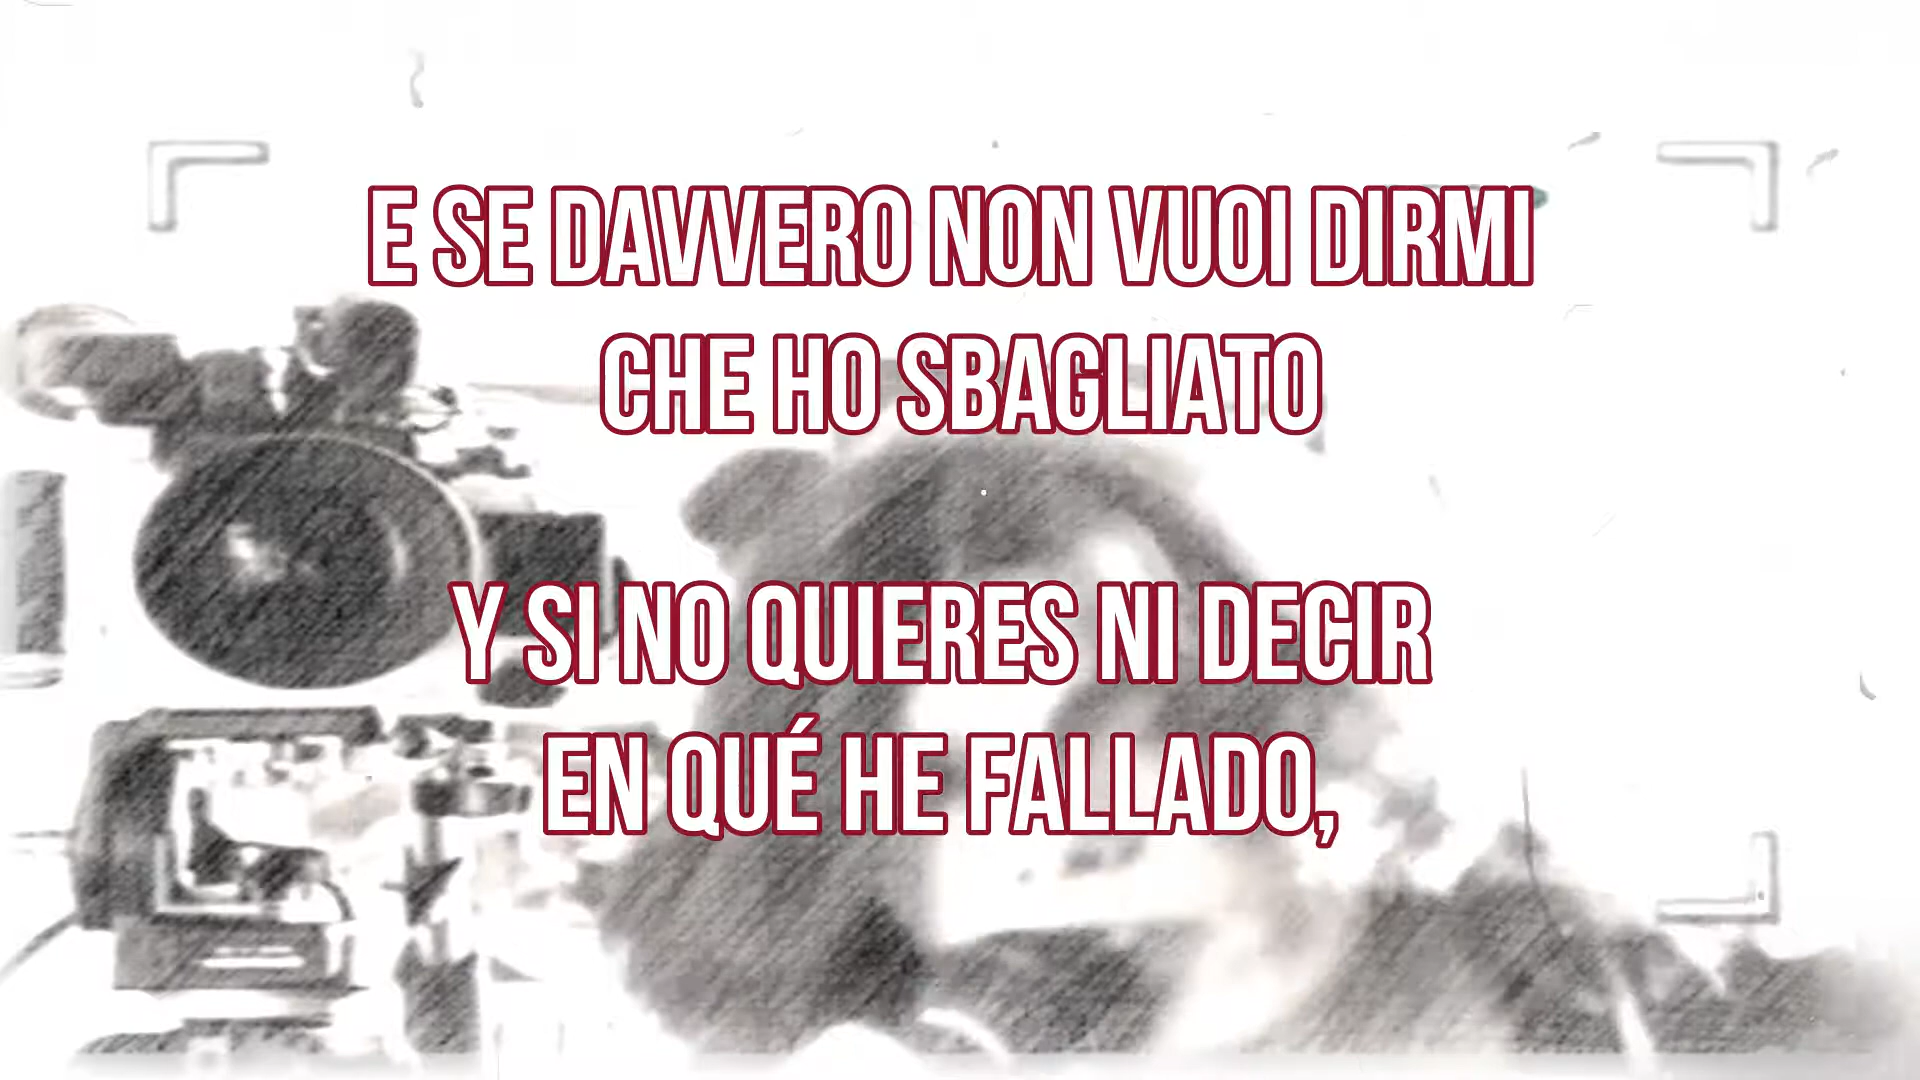 E SE DAVVERO NON VUOI DIRMI
CHE HO SBAGLIATO
Y SI NO QUIERES NI DECIR
EN QUÉ HE FALLADO,